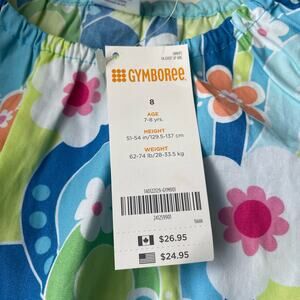 GYMBOREE
8
AGE
7-8 yrs.
HEIGHT
51-54 in/129.5-137 cm
WEIGHT
62-74 lb/28-33.5 kg
$26.95
$24.95